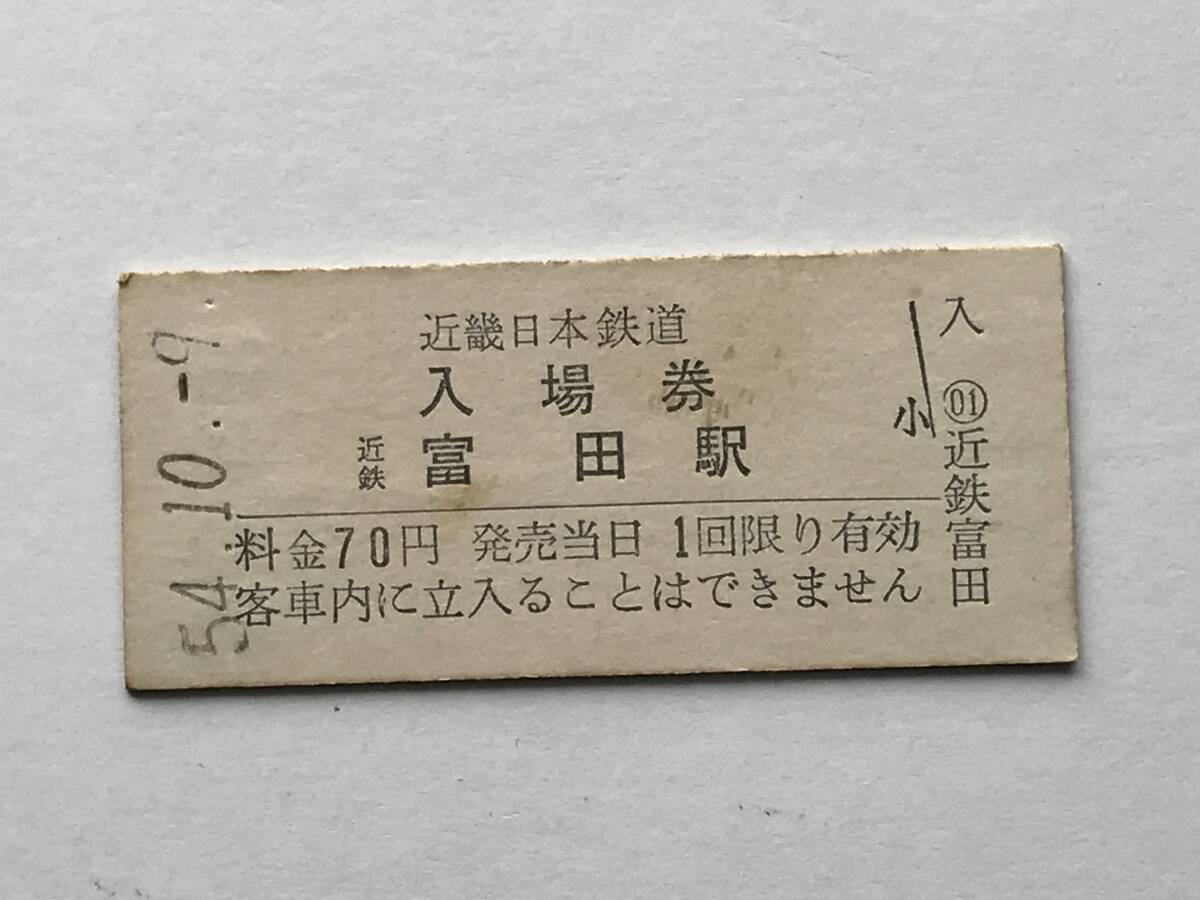 近畿日本鉄道
入場券
近鉄 富田駅
料金70円 発売当日 1回限り有効
客車内に立入ることはできません
小
入
01
近鉄富田
54.10.-9